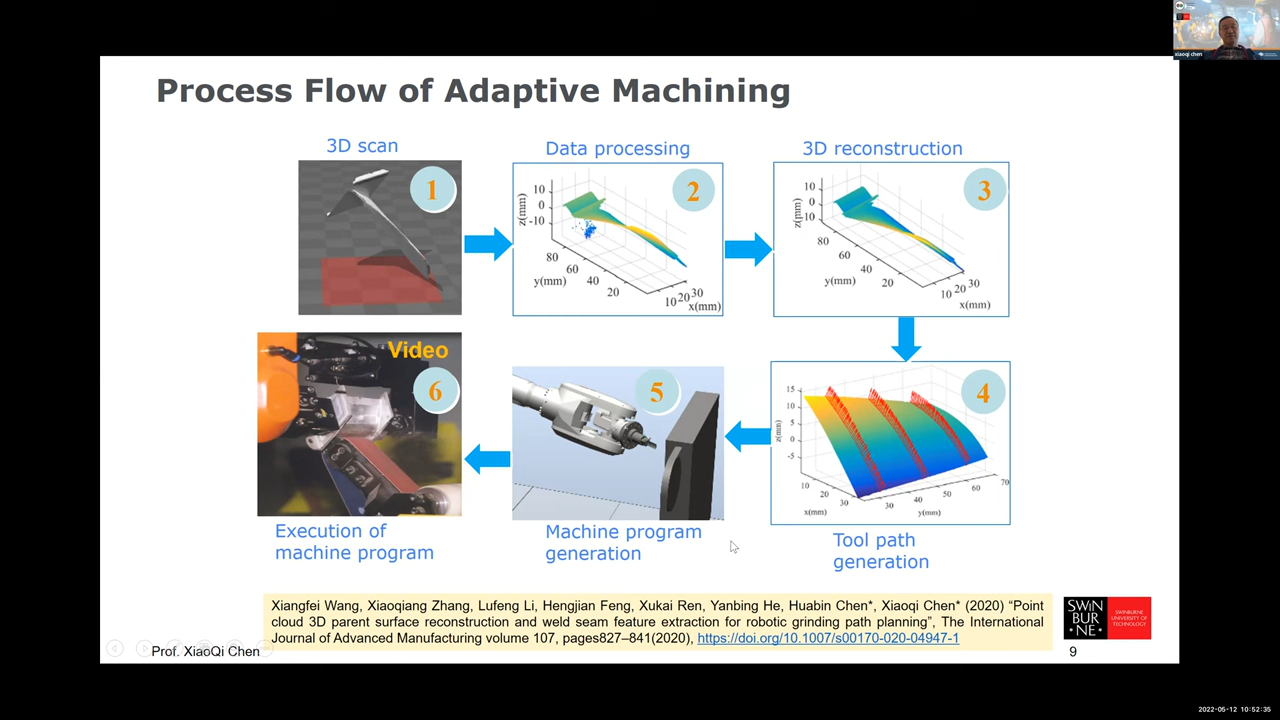 xiaoqi chen
Process Flow of Adaptive Machining
3D scan
1
Data processing
2
10
0
-10
z(mm)
80
60
40
20
y(mm)
10 20 30
x(mm)
3D reconstruction
3
10
0
10
z(mm)
80
60
40
20
y(mm)
10 20 30
x(mm)
Video
6
Execution of
machine program
5
Machine program
generation
4
15
10
5
0
-5
z(mm)
10
20
30
x(mm)
30
40
50
60
70
y(mm)
Tool path
generation
Xiangfei Wang, Xiaoqiang Zhang, Lufeng Li, Hengjian Feng, Xukai Ren, Yanbing He, Huabin Chen*, Xiaoqi Chen* (2020) “Point
cloud 3D parent surface reconstruction and weld seam feature extraction for robotic grinding path planning”, The International
Journal of Advanced Manufacturing volume 107, pages827–841(2020), https://doi.org/10.1007/s00170-020-04947-1
SWIN
BUR
NE
SWINBURNE
UNIVERSITY OF
TECHNOLOGY
Prof. XiaoQi Chen
9
2022-05-12 10:52:35